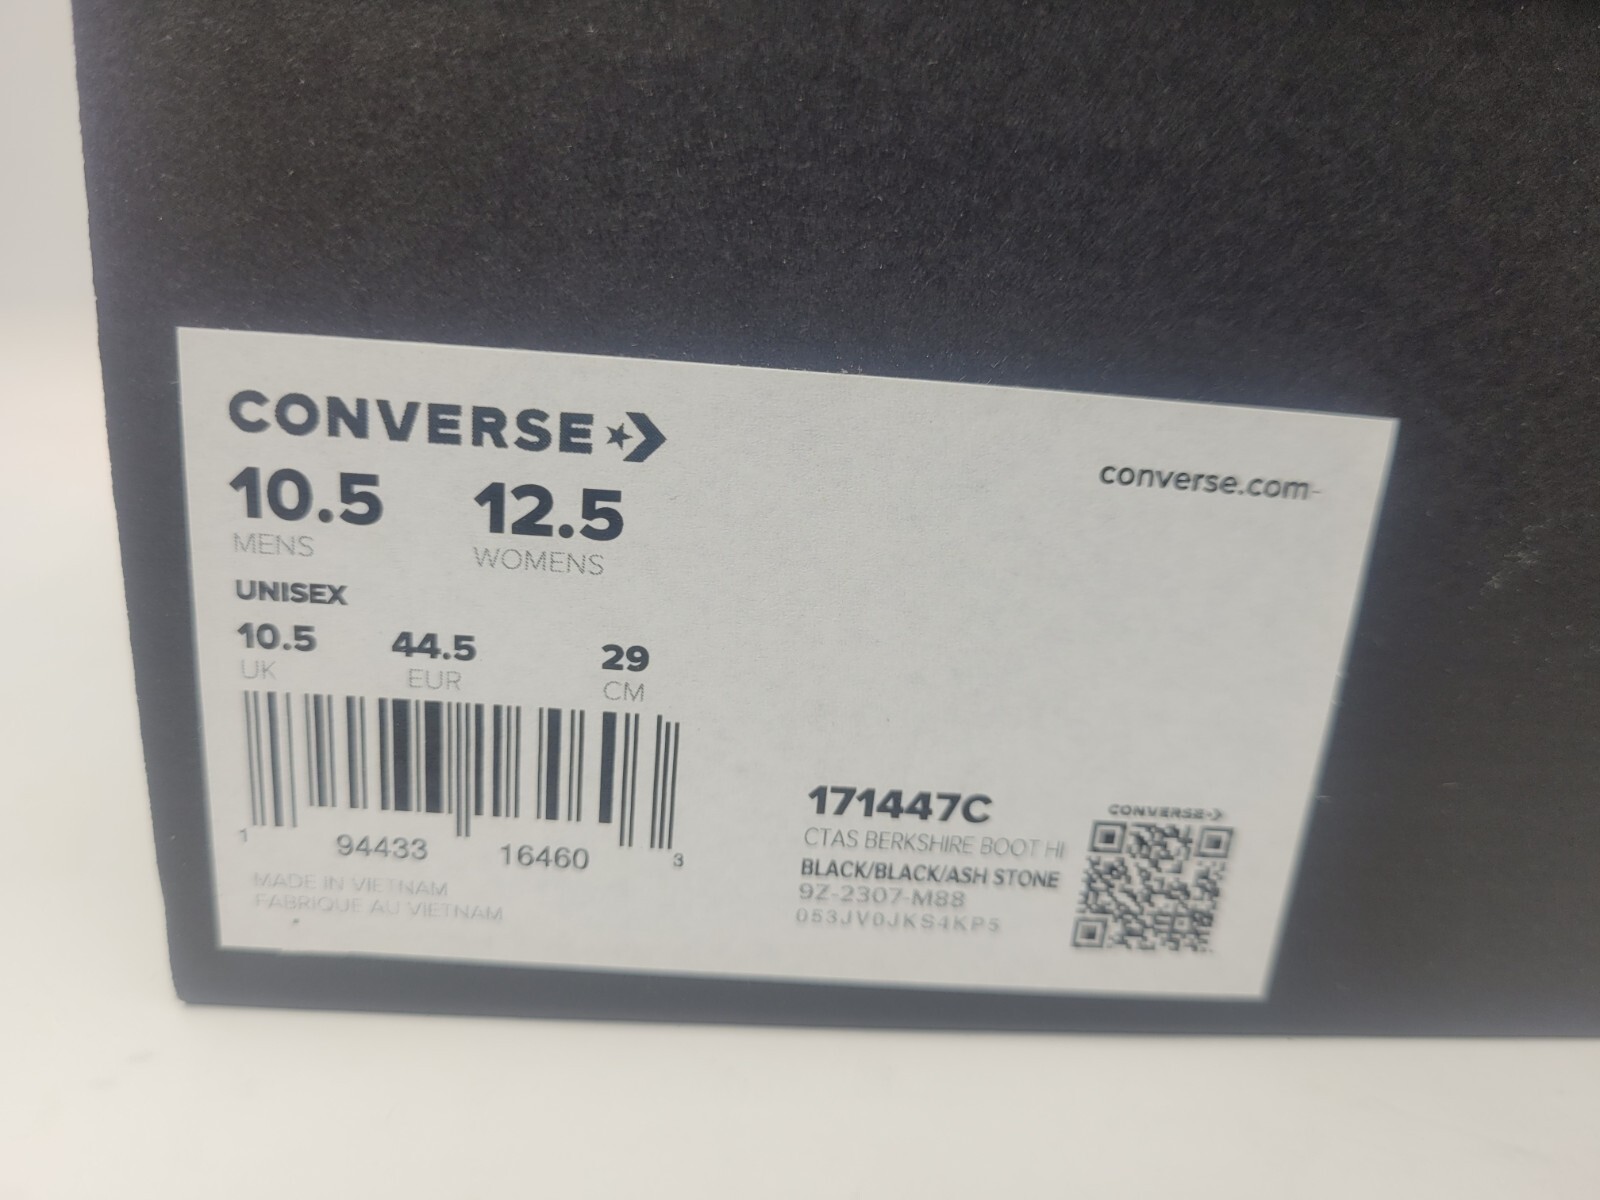 CONVERSE
10.5 12.5
MENS WOMENS
UNISEX
10.5 44.5 29
UK EUR CM
1 94433 16460 3
MADE IN VIETNAM
FABRIQUE AU VIETNAM
converse.com
171447C
CTAS BERKSHIRE BOOT HI
BLACK/BLACK/ASH STONE
9Z-2307-M88
053JV0JKS4KP5
CONVERSE